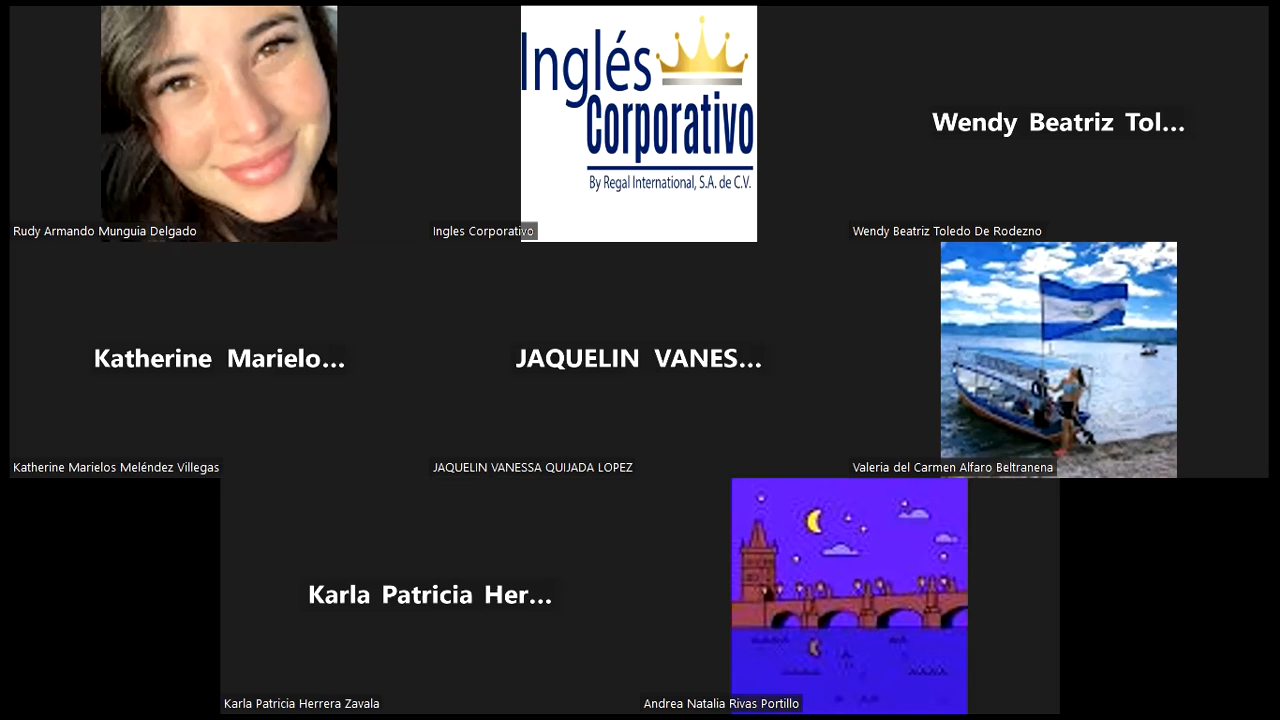 Inglés
Corporativo
By Regal International, S.A. de C.V.
Wendy Beatriz Tol...
Rudy Armando Munguia Delgado
Ingles Corporativo
Wendy Beatriz Toledo De Rodezno
Katherine Marielo...
JAQUELIN VANES...
Katherine Marielos Meléndez Villegas
JAQUELIN VANESSA QUIJADA LOPEZ
Valeria del Carmen Alfaro Beltranena
Karla Patricia Her...
Karla Patricia Herrera Zavala
Andrea Natalia Rivas Portillo